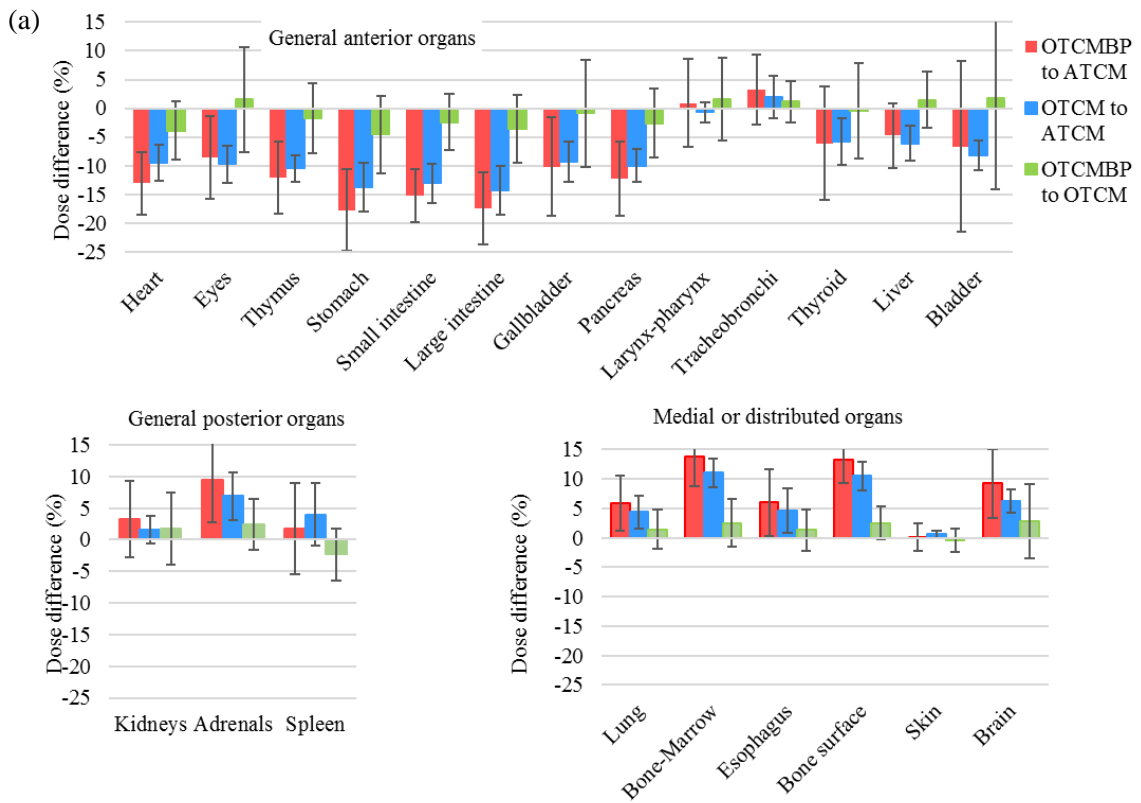 (a)
General anterior organs
Dose difference (%)
15
10
5
0
-5
-10
-15
-20
-25
Heart
Eyes
Thymus
Stomach
Small intestine
Large intestine
Gallbladder
Pancreas
Larynx-pharynx
Tracheobronchi
Thyroid
Liver
Bladder
OTCMBP
to ATCM
OTCM to
ATCM
OTCMBP
to OTCM
General posterior organs
Dose difference (%)
15
10
5
0
-5
-10
-15
-20
-25
Kidneys Adrenals Spleen
Medial or distributed organs
Dose difference (%)
15
10
5
0
-5
-10
-15
-20
-25
Lung
Bone-Marrow
Esophagus
Bone surface
Skin
Brain